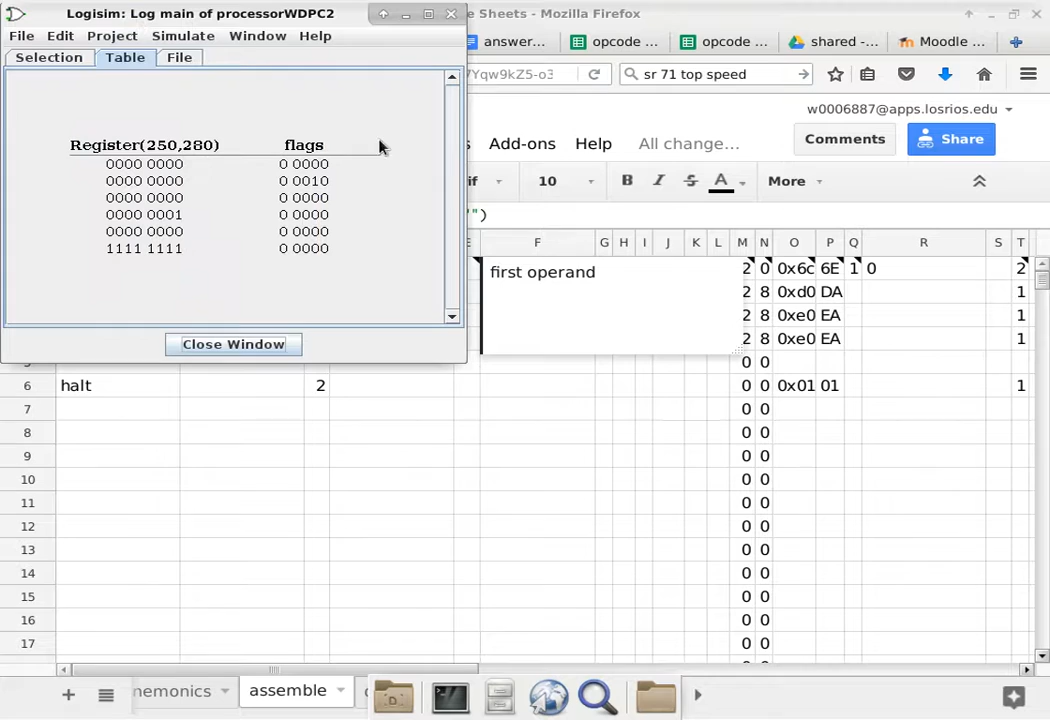 Logisim: Log main of processorWDPC2
e Sheets - Mozilla Firefox
File Edit Project Simulate Window Help
answer... opcode ... opcode ... shared -... Moodle ...
Selection Table File
7Yqw9kZ5-o3 sr 71 top speed
w0006887@apps.losrios.edu
s Add-ons Help All change... Comments Share
Register(250,280) flags
0000 0000 0 0000
0000 0000 0 0010
0000 0000 0 0000
0000 0001 0 0000
0000 0000 0 0000
1111 1111 0 0000
if 10 B I S A More
")
E F G H I J K L M N O P Q R S T
first operand
2 0 0x6c 6E 1 0 2
2 8 0xd0 DA 1
2 8 0xe0 EA 1
2 8 0xe0 EA 1
Close Window
0 0
6 halt 2 0 0 0x01 01 1
7 0 0
8 0 0
9 0 0
10 0 0
11 0 0
12 0 0
13 0 0
14 0 0
15 0 0
16 0 0
17 0 0
nemonics assemble